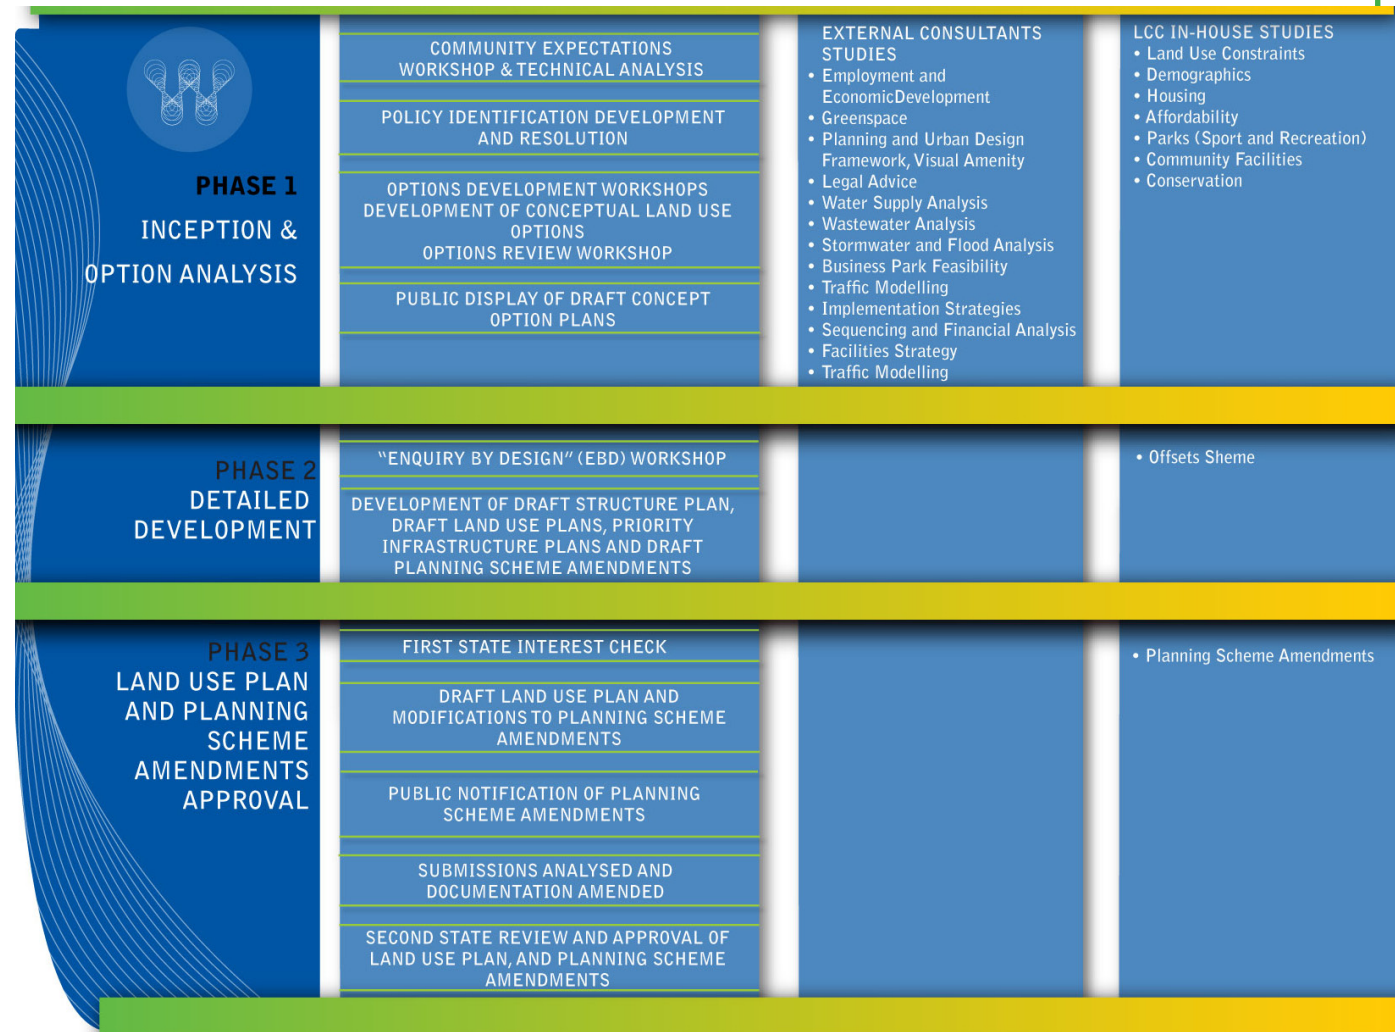 PHASE 1
INCEPTION &
OPTION ANALYSIS
COMMUNITY EXPECTATIONS
WORKSHOP & TECHNICAL ANALYSIS
POLICY IDENTIFICATION DEVELOPMENT
AND RESOLUTION
OPTIONS DEVELOPMENT WORKSHOPS
DEVELOPMENT OF CONCEPTUAL LAND USE
OPTIONS
OPTIONS REVIEW WORKSHOP
PUBLIC DISPLAY OF DRAFT CONCEPT
OPTION PLANS
EXTERNAL CONSULTANTS
STUDIES
• Employment and
EconomicDevelopment
• Greenspace
• Planning and Urban Design
Framework, Visual Amenity
• Legal Advice
• Water Supply Analysis
• Wastewater Analysis
• Stormwater and Flood Analysis
• Business Park Feasibility
• Traffic Modelling
• Implementation Strategies
• Sequencing and Financial Analysis
• Facilities Strategy
• Traffic Modelling
LCC IN-HOUSE STUDIES
• Land Use Constraints
• Demographics
• Housing
• Affordability
• Parks (Sport and Recreation)
• Community Facilities
• Conservation
PHASE 2
DETAILED
DEVELOPMENT
"ENQUIRY BY DESIGN" (EBD) WORKSHOP
DEVELOPMENT OF DRAFT STRUCTURE PLAN,
DRAFT LAND USE PLANS, PRIORITY
INFRASTRUCTURE PLANS AND DRAFT
PLANNING SCHEME AMENDMENTS
• Offsets Sheme
PHASE 3
LAND USE PLAN
AND PLANNING
SCHEME
AMENDMENTS
APPROVAL
FIRST STATE INTEREST CHECK
DRAFT LAND USE PLAN AND
MODIFICATIONS TO PLANNING SCHEME
AMENDMENTS
PUBLIC NOTIFICATION OF PLANNING
SCHEME AMENDMENTS
SUBMISSIONS ANALYSED AND
DOCUMENTATION AMENDED
SECOND STATE REVIEW AND APPROVAL OF
LAND USE PLAN, AND PLANNING SCHEME
AMENDMENTS
• Planning Scheme Amendments